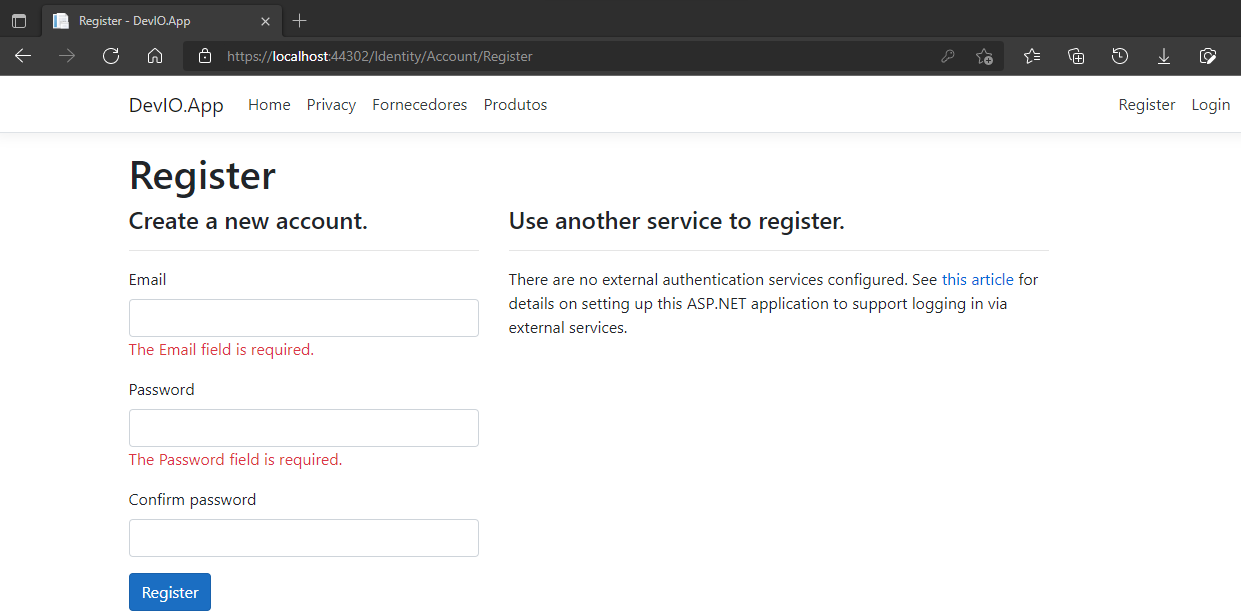 Register - DevIO.App
https://localhost:44302/Identity/Account/Register
DevIO.App Home Privacy Fornecedores Produtos Register Login
Register
Create a new account.
Use another service to register.
Email
The Email field is required.
Password
The Password field is required.
Confirm password
Register
There are no external authentication services configured. See this article for
details on setting up this ASP.NET application to support logging in via
external services.